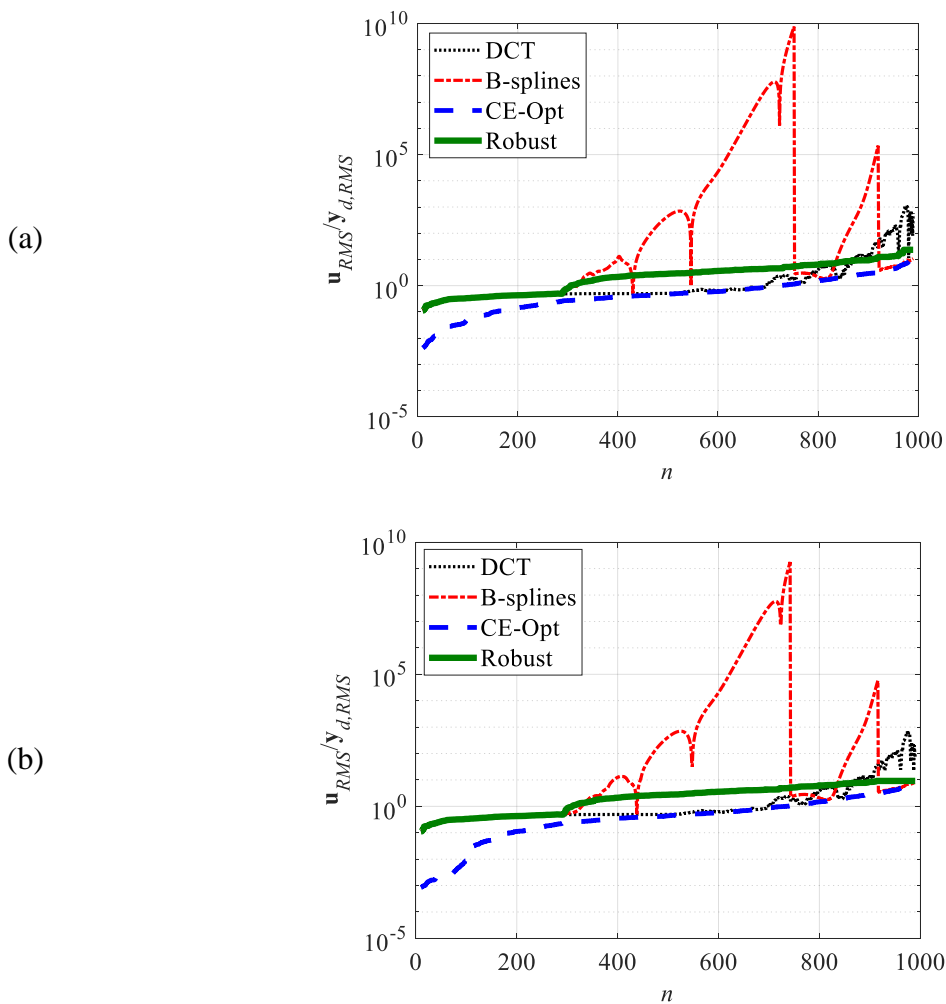 (a)
10^10
10^5
10^0
10^-5
u_RMS/y_d,RMS
DCT
B-splines
CE-Opt
Robust
0 200 400 600 800 1000
n
(b)
10^10
10^5
10^0
10^-5
u_RMS/y_d,RMS
DCT
B-splines
CE-Opt
Robust
0 200 400 600 800 1000
n